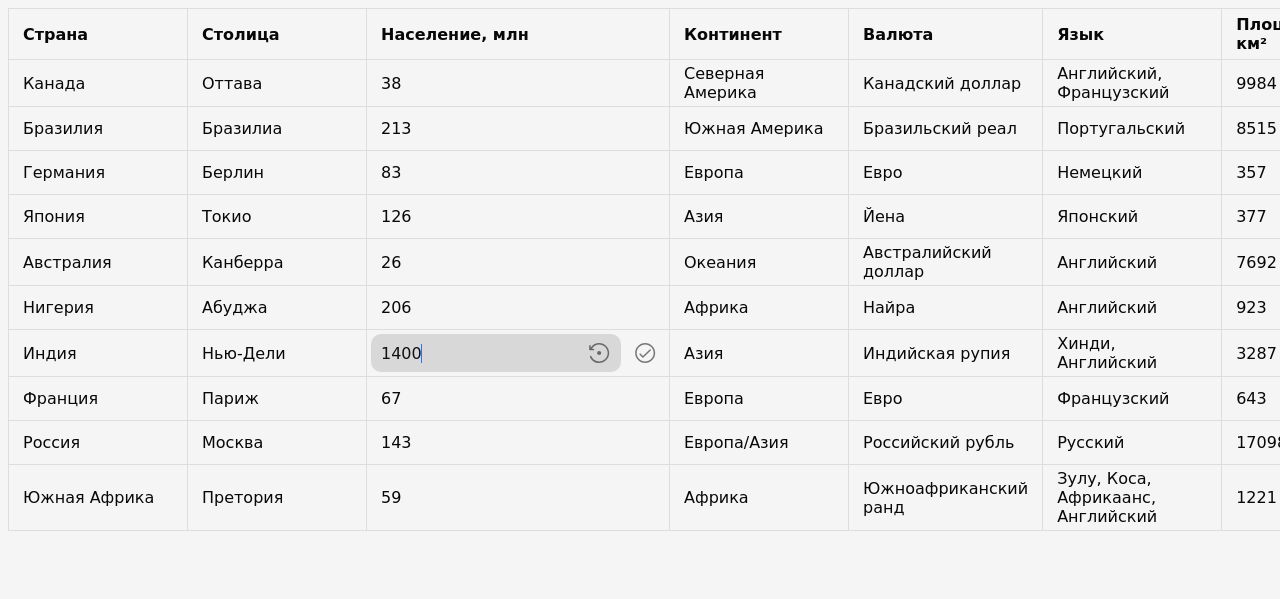 Страна Столица Население, млн Континент Валюта Язык
км²
Канада Оттава 38 Северная Америка Канадский доллар Английский, Французский 9984
Бразилия Бразилиа 213 Южная Америка Бразильский реал Португальский 8515
Германия Берлин 83 Европа Евро Немецкий 357
Япония Токио 126 Азия Йена Японский 377
Австралия Канберра 26 Океания Австралийский доллар Английский 7692
Нигерия Абуджа 206 Африка Найра Английский 923
Индия Нью-Дели 1400 Азия Индийская рупия Хинди, Английский 3287
Франция Париж 67 Европа Евро Французский 643
Россия Москва 143 Европа/Азия Российский рубль Русский 17098
Южная Африка Претория 59 Африка Южноафриканский ранд Зулу, Коса, Африкаанс, Английский 1221